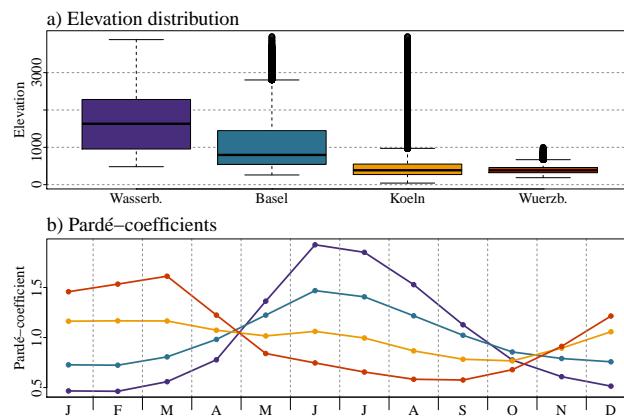 a) Elevation distribution
Elevation
0
1000
3000
Wasserb. Basel Koeln Wuerzb.
b) Pardé−coefficients
Pardé−coefficient
1.5
1.0
0.5
J F M A M J J A S O N D